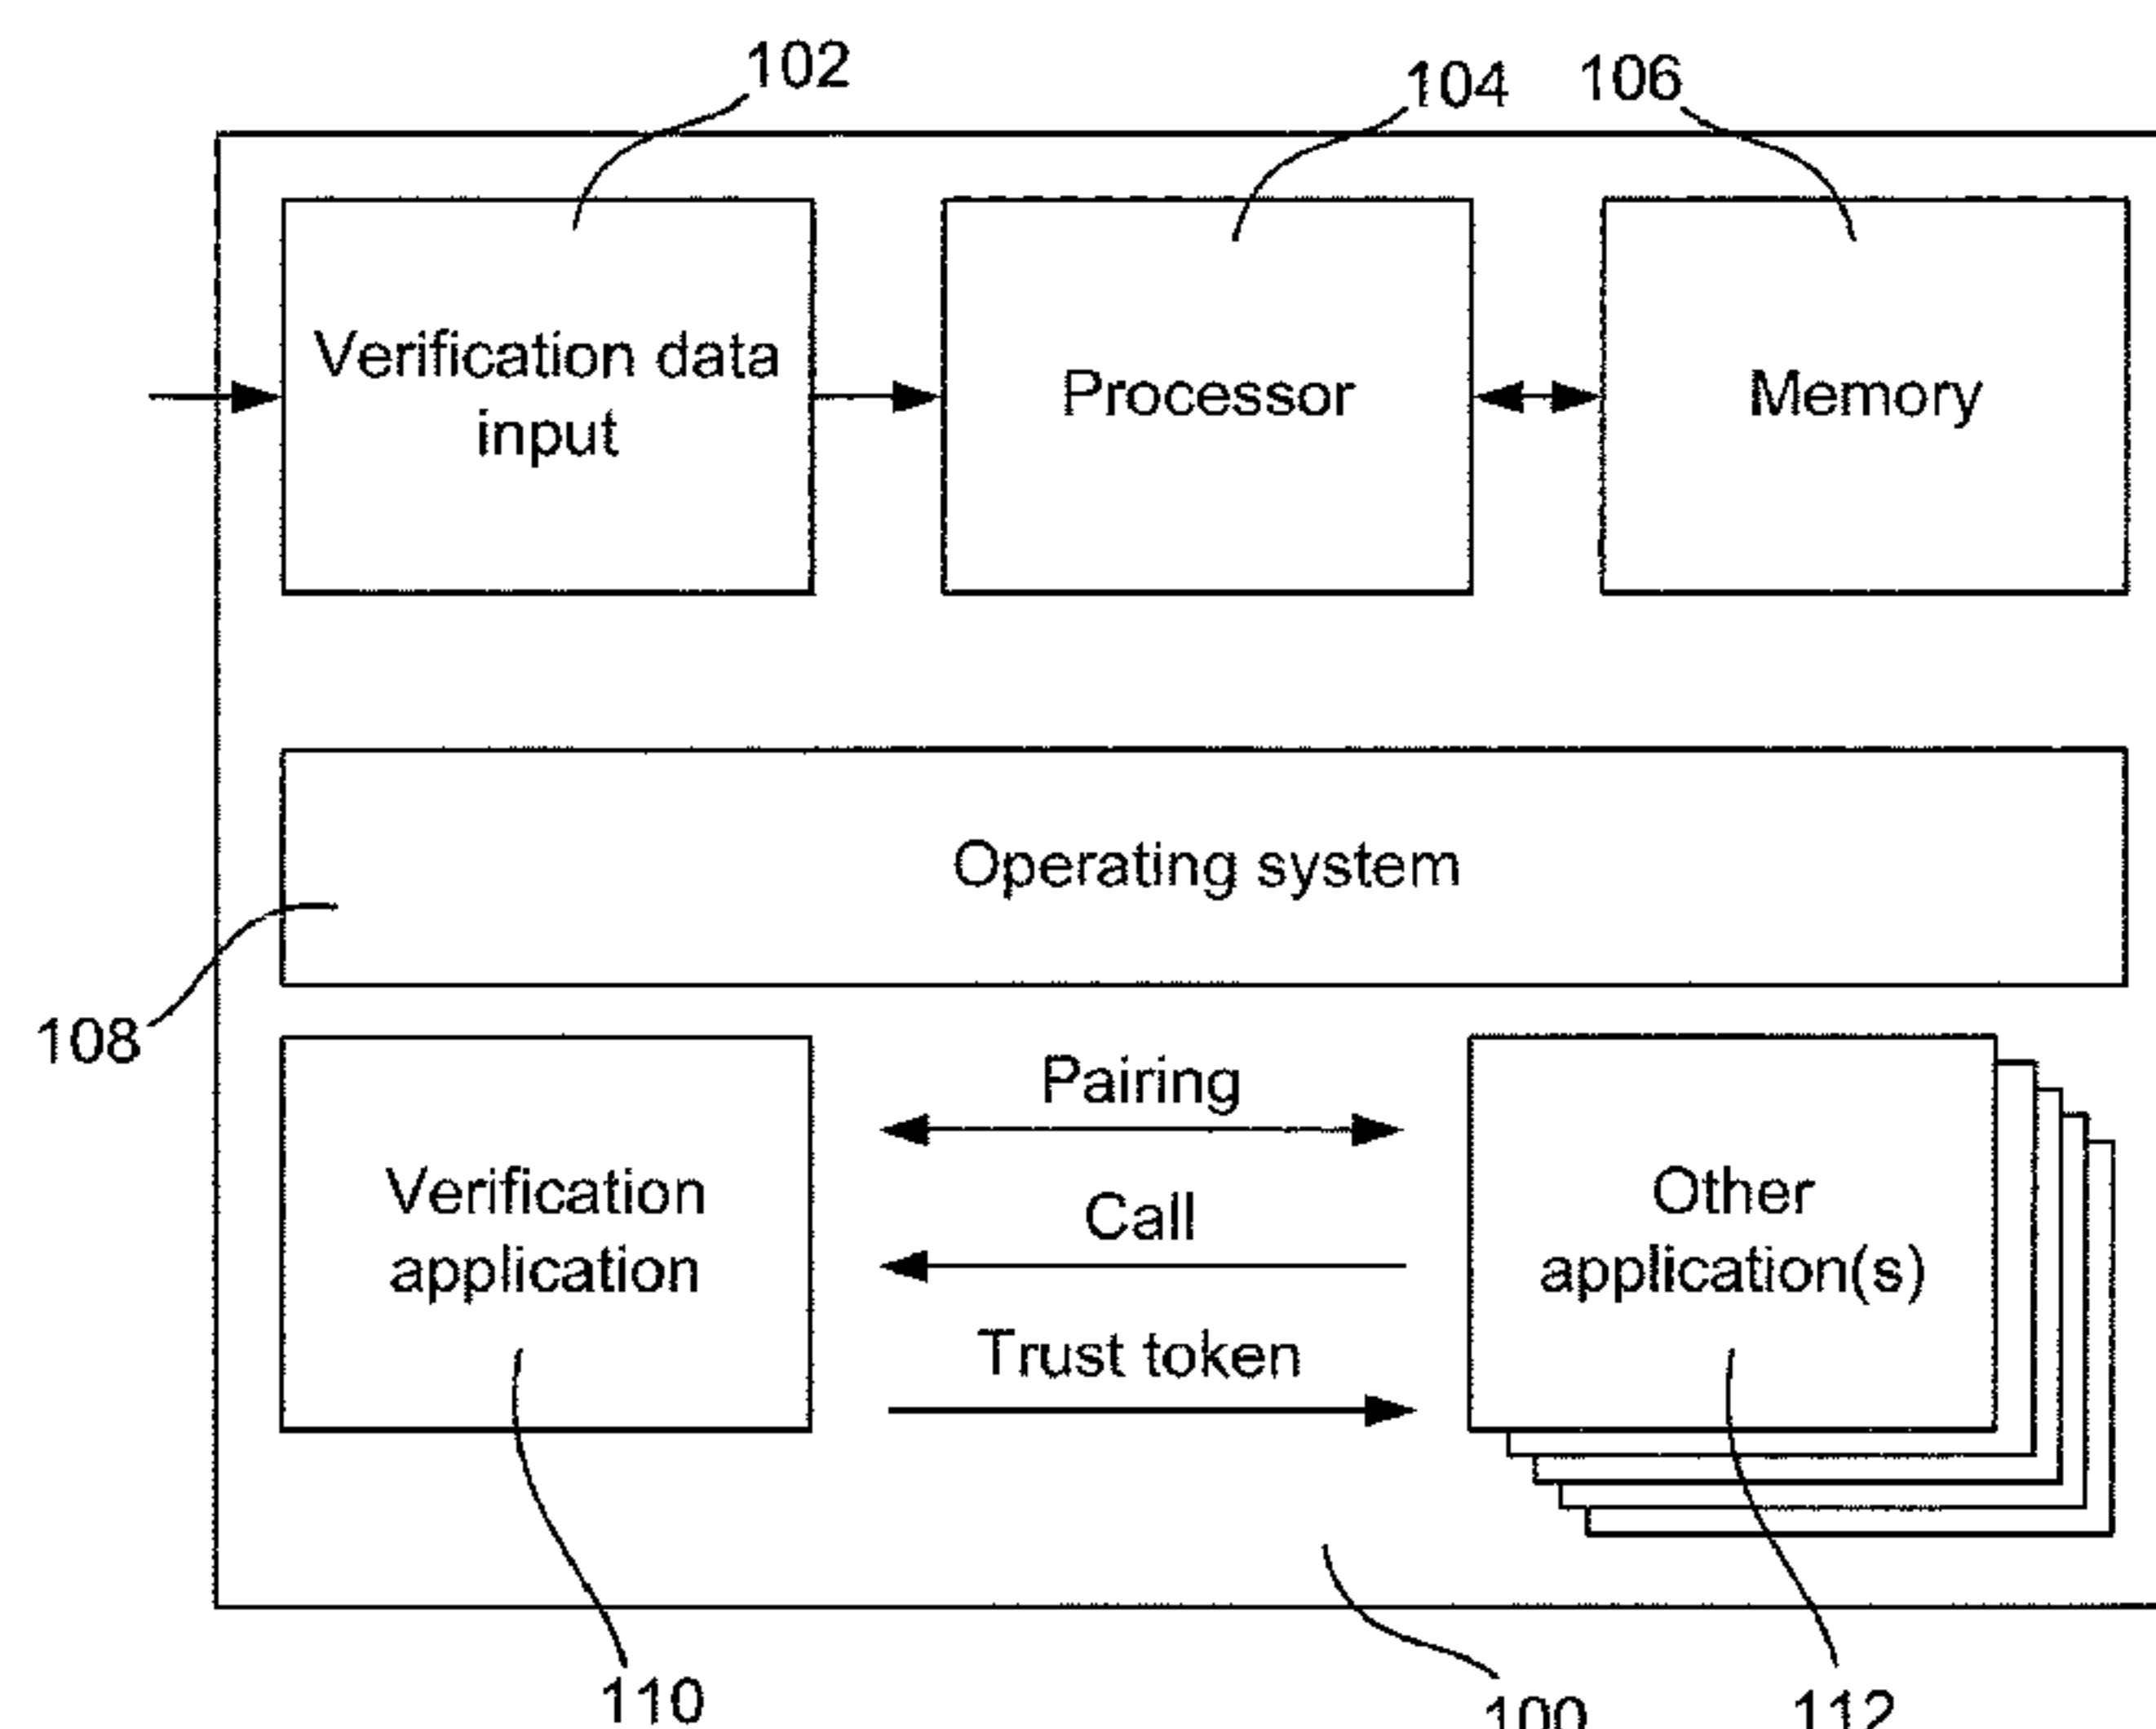 102
104
106
Verification data
input
Processor
Memory
Operating system
108
Pairing
Verification
application
Call
Other
application(s)
Trust token
110
100
112